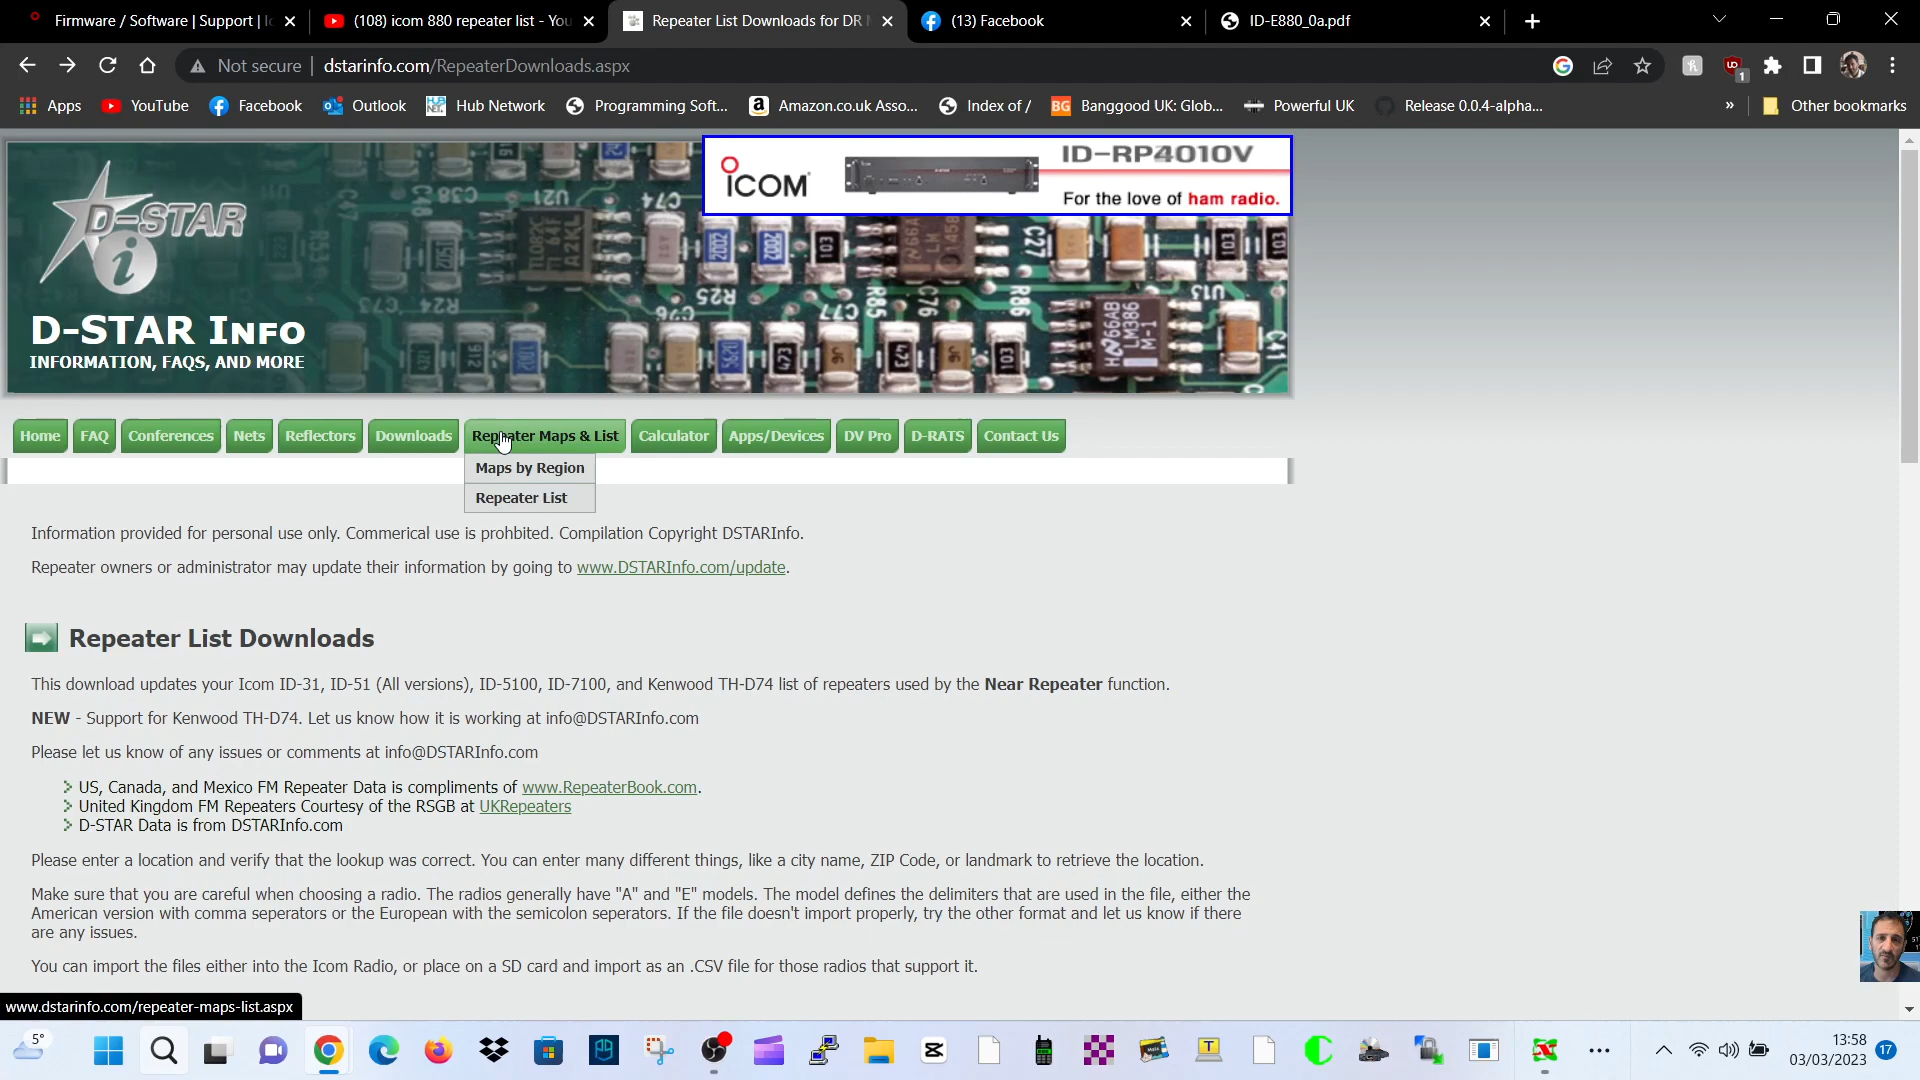 Firmware / Software | Support | Ic
(108) icom 880 repeater list - You
Repeater List Downloads for DR M
(13) Facebook
ID-E880_0a.pdf
Not secure
dstarinfo.com/RepeaterDownloads.aspx
1
Apps
YouTube
Facebook
Outlook
Hub Network
Programming Soft...
Amazon.co.uk Asso...
Index of /
Banggood UK: Glob...
Powerful UK
Release 0.0.4-alpha...
»
Other bookmarks
D-STAR
i
D-STAR INFO
INFORMATION, FAQS, AND MORE
ICOM
ID-RP4010V
For the love of ham radio.
Home
FAQ
Conferences
Nets
Reflectors
Downloads
Repeater Maps & List
Calculator
Apps/Devices
DV Pro
D-RATS
Contact Us
Maps by Region
Repeater List
Information provided for personal use only. Commerical use is prohbited. Compilation Copyright DSTARInfo.
Repeater owners or administrator may update their information by going to www.DSTARInfo.com/update.
Repeater List Downloads
This download updates your Icom ID-31, ID-51 (All versions), ID-5100, ID-7100, and Kenwood TH-D74 list of repeaters used by the Near Repeater function.
NEW - Support for Kenwood TH-D74. Let us know how it is working at info@DSTARInfo.com
Please let us know of any issues or comments at info@DSTARInfo.com
US, Canada, and Mexico FM Repeater Data is compliments of www.RepeaterBook.com.
United Kingdom FM Repeaters Courtesy of the RSGB at UKRepeaters
D-STAR Data is from DSTARInfo.com
Please enter a location and verify that the lookup was correct. You can enter many different things, like a city name, ZIP Code, or landmark to retrieve the location.
Make sure that you are careful when choosing a radio. The radios generally have "A" and "E" models. The model defines the delimiters that are used in the file, either the
American version with comma seperators or the European with the semicolon seperators. If the file doesn't import properly, try the other format and let us know if there
are any issues.
You can import the files either into the Icom Radio, or place on a SD card and import as an .CSV file for those radios that support it.
www.dstarinfo.com/repeater-maps-list.aspx
5°
13:58
03/03/2023
17